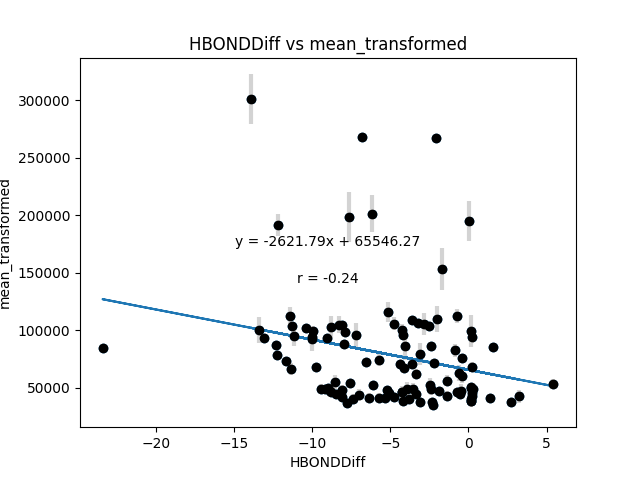 HBONDDiff vs mean_transformed
300000
250000
200000
150000
100000
50000
mean_transformed
y = -2621.79x + 65546.27
r = -0.24
−20
−15
−10
−5
0
5
HBONDDiff